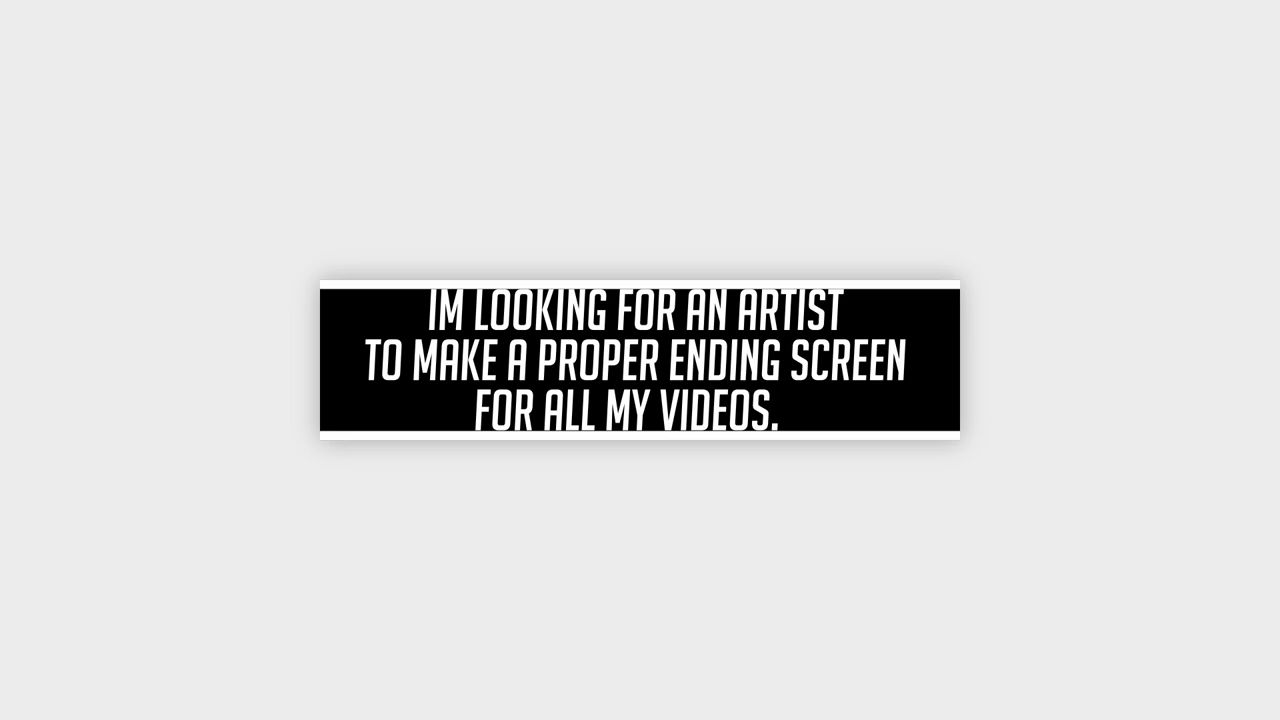 IM LOOKING FOR AN ARTIST
TO MAKE A PROPER ENDING SCREEN
FOR ALL MY VIDEOS.